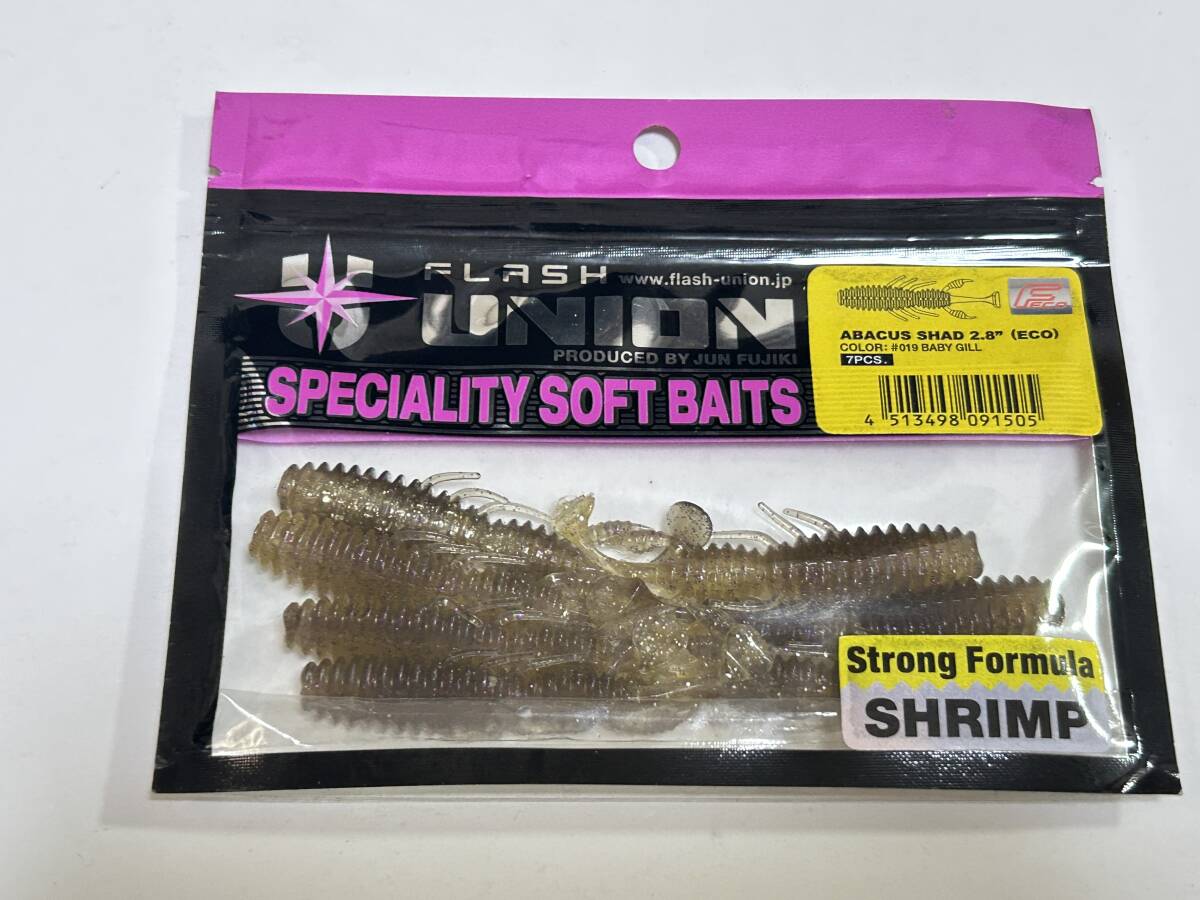 FLASH www.flash-union.jp
UNION
PRODUCED BY JUN FUJIKI
SPECIALITY SOFT BAITS
FECO
ABACUS SHAD 2.8” (ECO)
COLOR: #019 BABY GILL
7PCS.
4 513498 091505
Strong Formula
SHRIMP